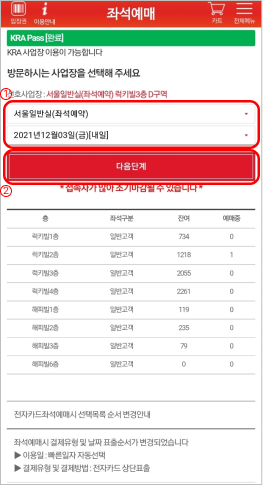 입장권 이용안내 좌석예매 카트 전체메뉴
KRA Pass [완료]
KRA 사업장 이용이 가능합니다
방문하시는 사업장을 선택해 주세요
①
선호사업장 : 서울일반실(좌석예약) 럭키빌3층 D구역
서울일반실(좌석예약)
2021년12월03일(금)[내일]
다음단계
②
* 접속자가 많아 조기마감될 수 있습니다 *
층 좌석구분 잔여 예매중
럭키빌1층 일반고객 734 0
럭키빌2층 일반고객 1218 1
럭키빌3층 일반고객 2055 0
럭키빌4층 일반고객 2261 0
해피빌1층 일반고객 119 0
해피빌2층 일반고객 235 0
해피빌3층 일반고객 79 0
해피빌6층 일반고객 0 0
전자카드좌석예매시 선택목록 순서 변경안내
좌석예매시 결제유형 및 날짜 표출순서가 변경되었습니다
▶ 이용일 : 빠른일자 자동선택
▶ 결제유형 및 결제방법 : 전자카드 상단표출